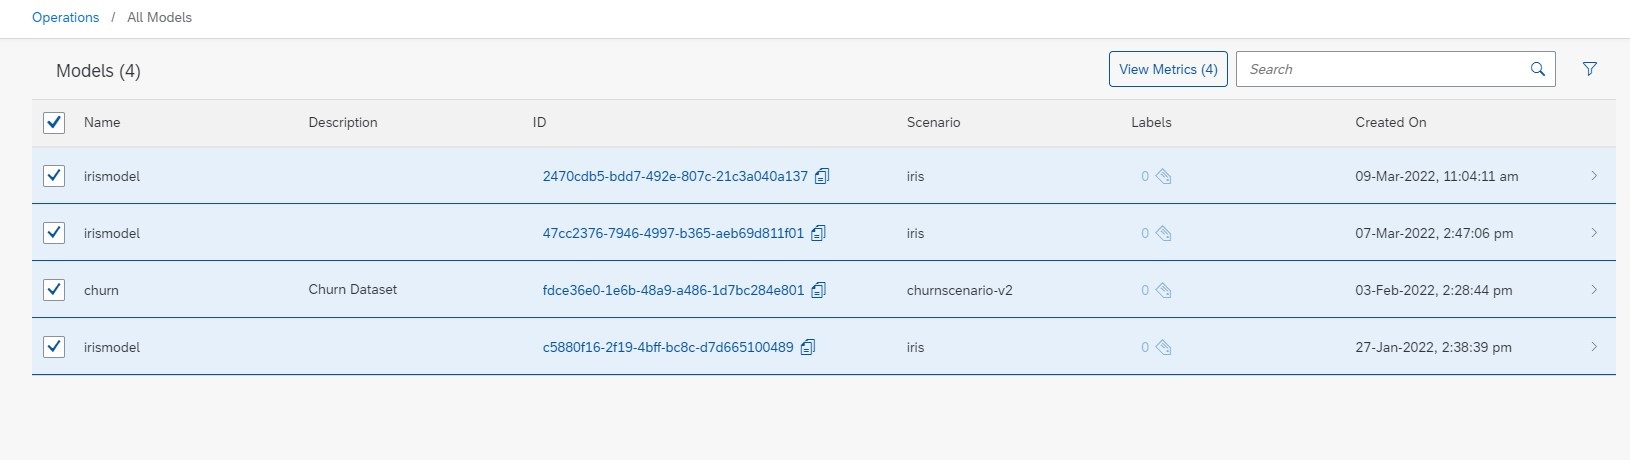 Operations / All Models
Models (4)
View Metrics (4)
Search
Name Description ID Scenario Labels Created On
irismodel 2470cdb5-bdd7-492e-807c-21c3a040a137 iris 0 09-Mar-2022, 11:04:11 am
irismodel 47cc2376-7946-4997-b365-aeb69d811f01 iris 0 07-Mar-2022, 2:47:06 pm
churn Churn Dataset fdce36e0-1e6b-48a9-a486-1d7bc284e801 churnscenario-v2 0 03-Feb-2022, 2:28:44 pm
irismodel c5880f16-2f19-4bff-bc8c-d7d665100489 iris 0 27-Jan-2022, 2:38:39 pm